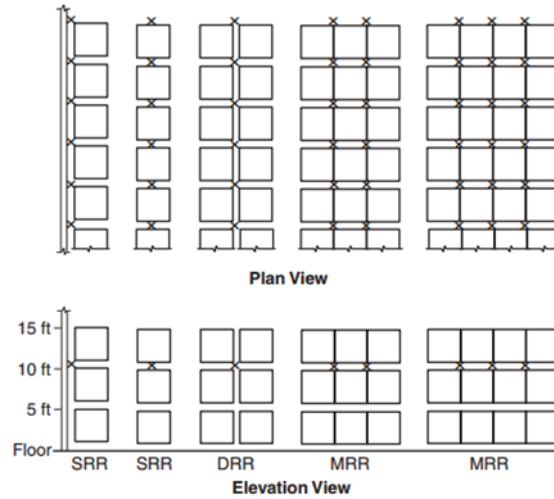 Plan View
15 ft
10 ft
5 ft
Floor
SRR SRR DRR MRR MRR
Elevation View